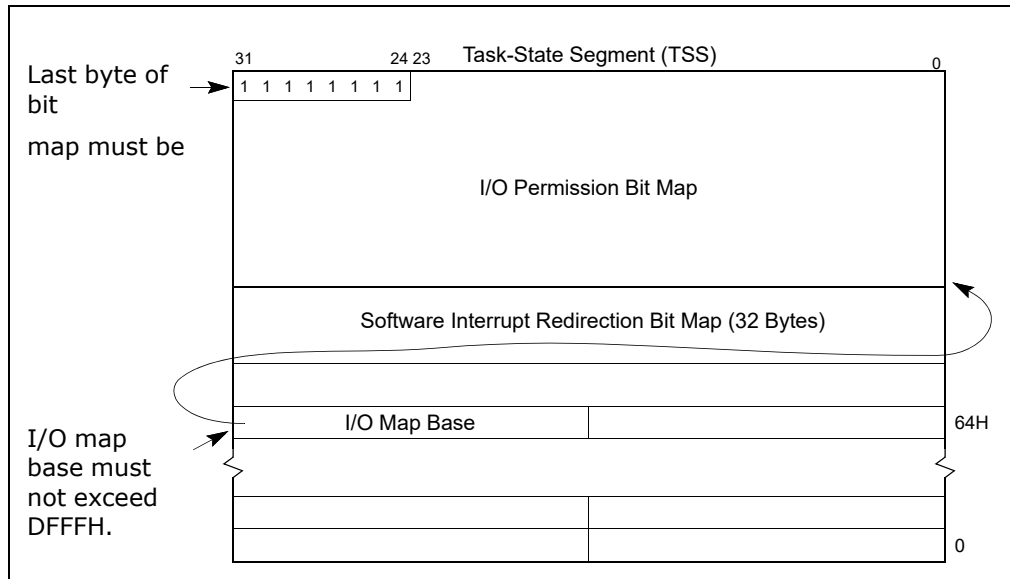 31 24 23 Task-State Segment (TSS) 0
Last byte of
bit
map must be
1 1 1 1 1 1 1 1
I/O Permission Bit Map
Software Interrupt Redirection Bit Map (32 Bytes)
I/O Map Base
64H
I/O map
base must
not exceed
DFFFH.
0